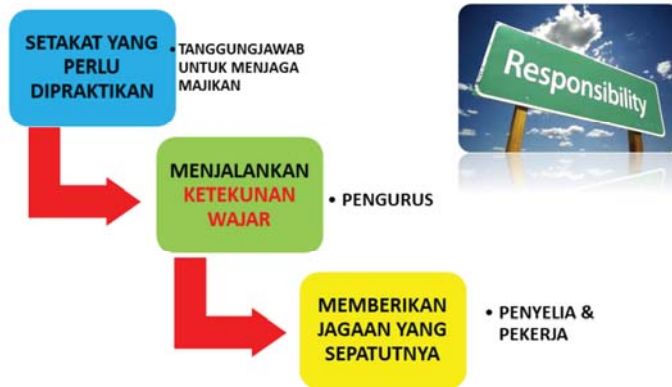 SETAKAT YANG
PERLU
DIPRAKTIKAN
• TANGGUNGJAWAB
UNTUK MENJAGA
MAJIKAN
Responsibility
MENJALANKAN
KETEKUNAN
WAJAR
• PENGURUS
MEMBERIKAN
JAGAAN YANG
SEPATUTNYA
• PENYELIA &
PEKERJA